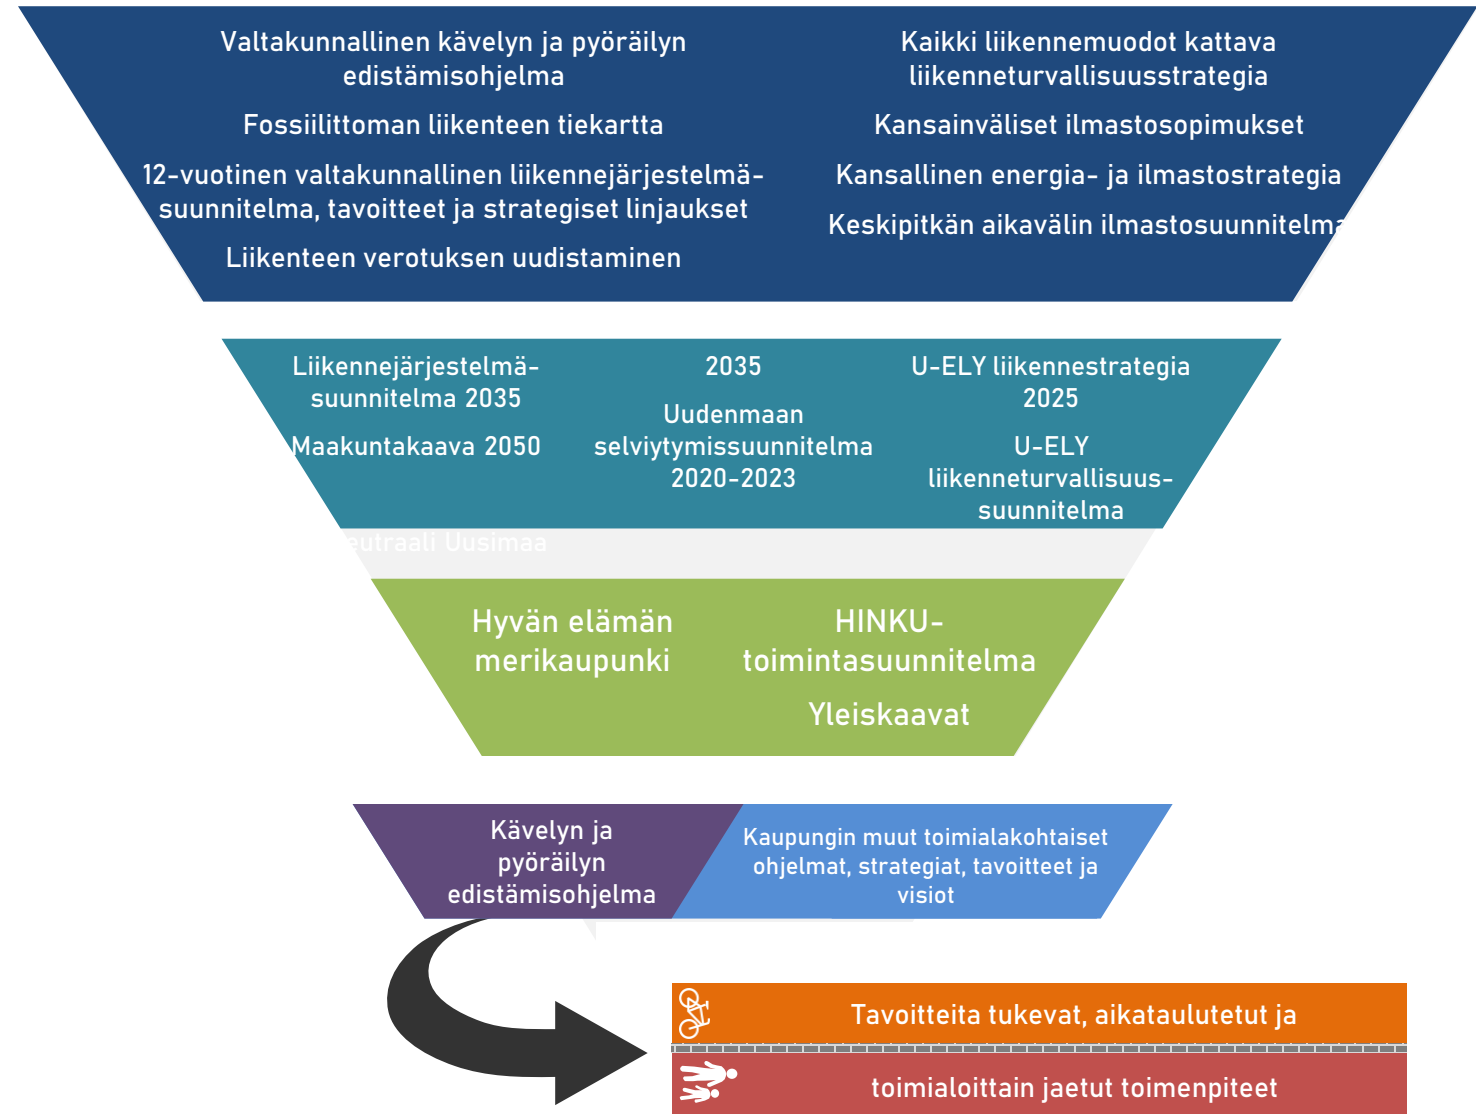 Valtakunnallinen kävelyn ja pyöräilyn
edistämisohjelma
Fossiilittoman liikenteen tiekartta
12-vuotinen valtakunnallinen liikennejärjestelmä-
suunnitelma, tavoitteet ja strategiset linjaukset
Liikenteen verotuksen uudistaminen
Kaikki liikennemuodot kattava
liikenneturvallisuusstrategia
Kansainväliset ilmastosopimukset
Kansallinen energia- ja ilmastostrategia
Keskipitkän aikavälin ilmastosuunnitelma
Liikennejärjestelmä-
suunnitelma 2035
Maakuntakaava 2050
eutraali Uusimaa
2035
Uudenmaan
selviytymissuunnitelma
2020-2023
U-ELY liikennestrategia
2025
U-ELY
liikenneturvallisuus-
suunnitelma
Hyvän elämän
merikaupunki
HINKU-
toimintasuunnitelma
Yleiskaavat
Kävelyn ja
pyöräilyn
edistämisohjelma
Kaupungin muut toimialakohtaiset
ohjelmat, strategiat, tavoitteet ja
visiot
Tavoitteita tukevat, aikataulutetut ja
toimialoittain jaetut toimenpiteet